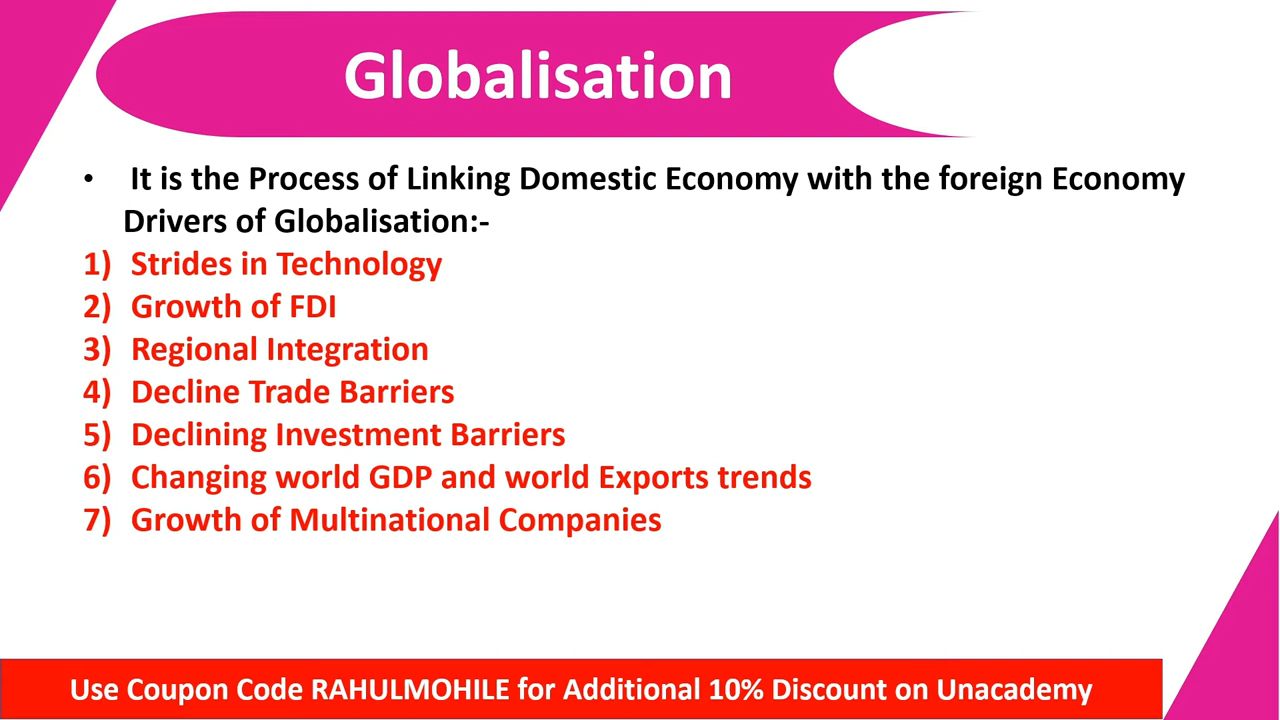 Globalisation
• It is the Process of Linking Domestic Economy with the foreign Economy
Drivers of Globalisation:-
1) Strides in Technology
2) Growth of FDI
3) Regional Integration
4) Decline Trade Barriers
5) Declining Investment Barriers
6) Changing world GDP and world Exports trends
7) Growth of Multinational Companies
Use Coupon Code RAHULMOHILE for Additional 10% Discount on Unacademy